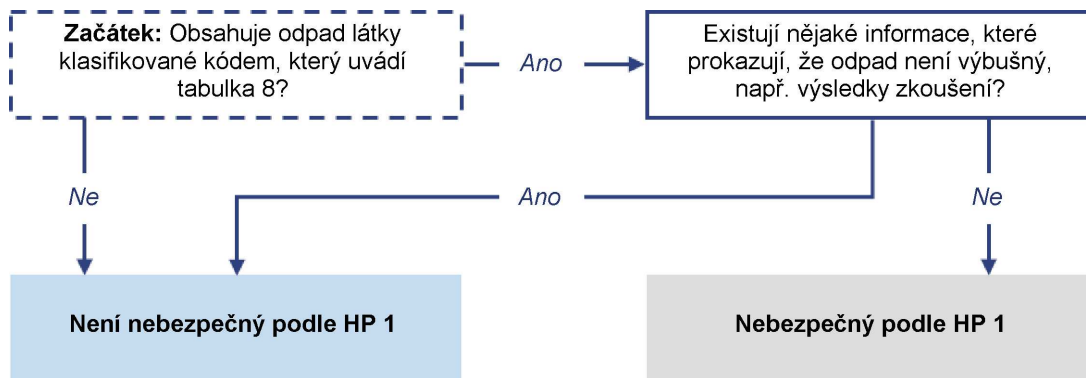 Začátek: Obsahuje odpad látky
klasifikované kódem, který uvádí
tabulka 8?
Ano
Existují nějaké informace, které
prokazují, že odpad není výbušný,
např. výsledky zkoušení?
Ne
Ano
Ne
Není nebezpečný podle HP 1
Nebezpečný podle HP 1